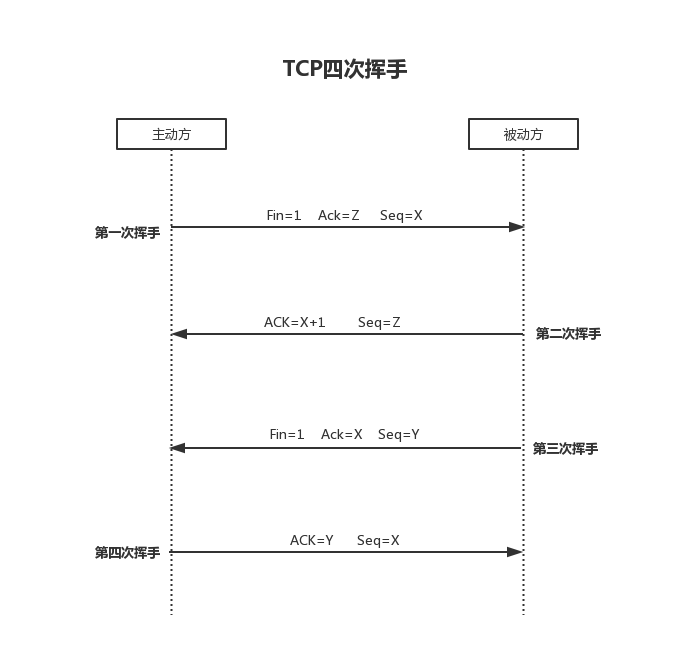 TCP四次挥手
主动方
被动方
Fin=1 Ack=Z Seq=X
第一次挥手
ACK=X+1 Seq=Z
第二次挥手
Fin=1 Ack=X Seq=Y
第三次挥手
ACK=Y Seq=X
第四次挥手